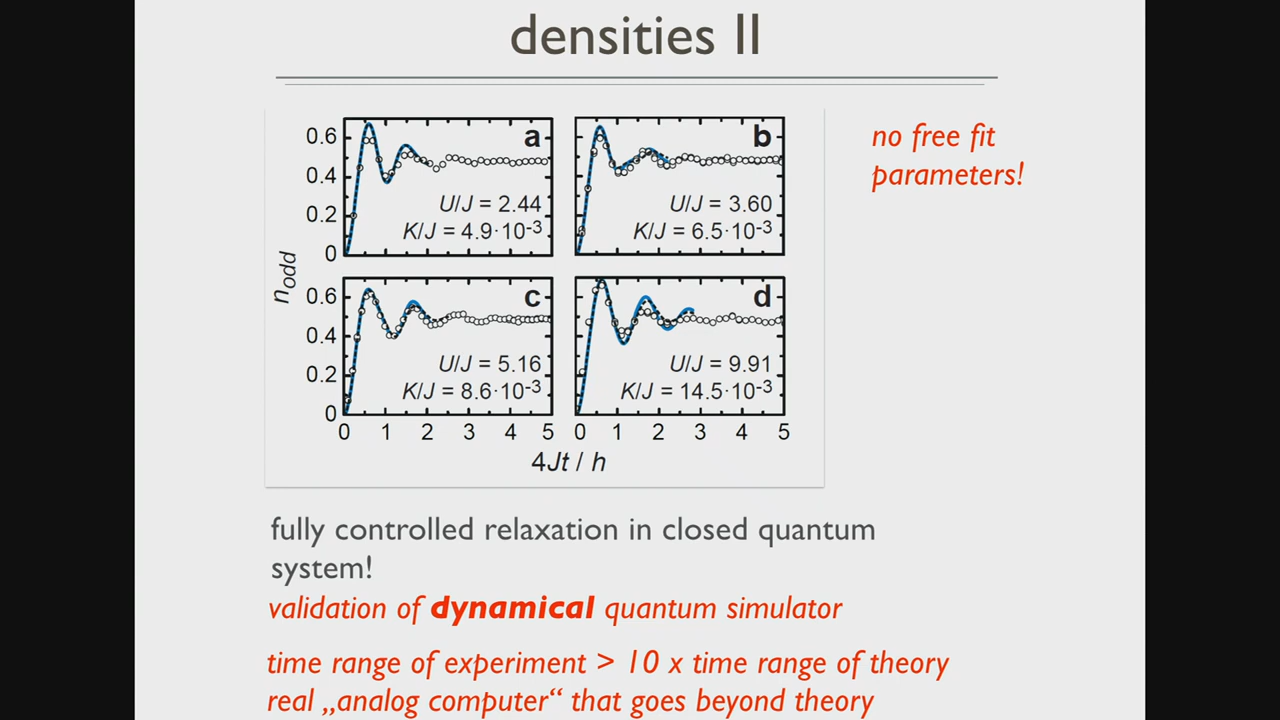 densities II
no free fit
parameters!
a
b
0.6
0.4
0.2
0
U/J = 2.44
K/J = 4.9·10-3
U/J = 3.60
K/J = 6.5·10-3
nodd
c
d
0.6
0.4
0.2
0
U/J = 5.16
K/J = 8.6·10-3
U/J = 9.91
K/J = 14.5·10-3
0 1 2 3 4 5
0 1 2 3 4 5
4Jt / h
fully controlled relaxation in closed quantum
system!
validation of dynamical quantum simulator
time range of experiment > 10 x time range of theory
real „analog computer“ that goes beyond theory